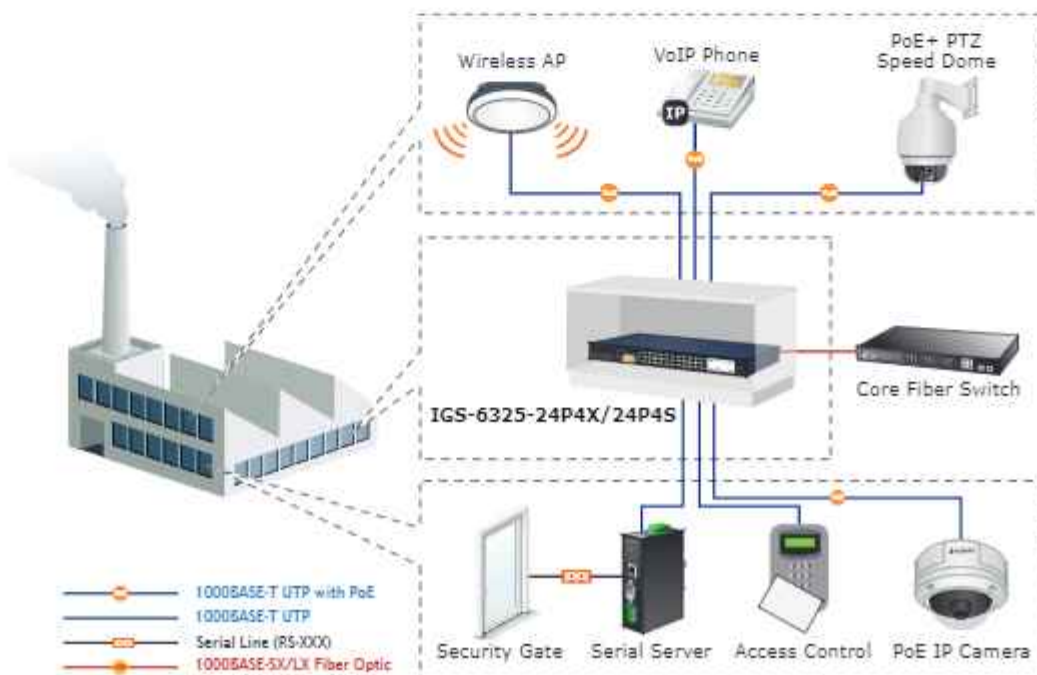 Wireless AP
VoIP Phone
PoE+ PTZ
Speed Dome
IP
Core Fiber Switch
IGS-6325-24P4X/24P4S
1000BASE-T UTP with PoE
1000BASE-T UTP
Serial Line (RS-XXX)
1000BASE-SX/LX Fiber Optic
Security Gate
Serial Server
Access Control
PoE IP Camera